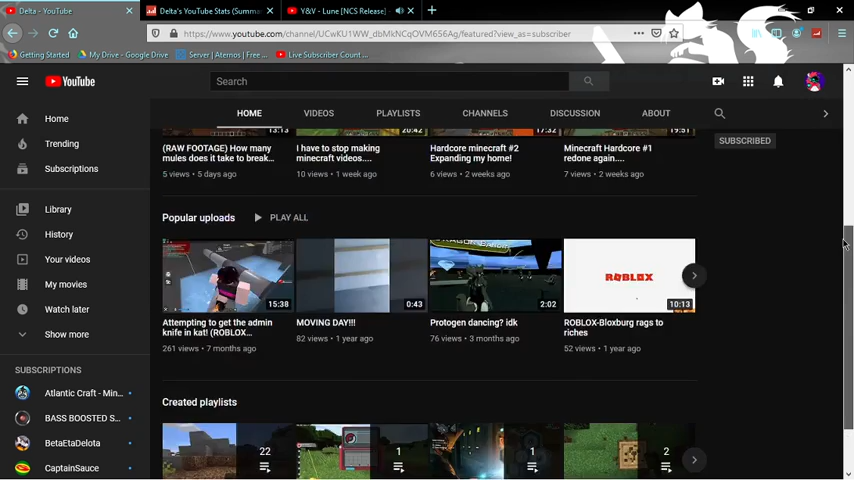 Delta - YouTube
Delta's YouTube Stats (Summa
Y&V - Lune [NCS Release] -
https://www.youtube.com/channel/UCwKU1WW_dbMkNCqOVM656Ag/featured?view_as=subscriber
Getting Started
My Drive - Google Drive
Server | Aternos | Free ...
Live Subscriber Count ...
YouTube
Search
HOME
VIDEOS
PLAYLISTS
CHANNELS
DISCUSSION
ABOUT
Home
Trending
Subscriptions
Library
History
Your videos
My movies
Watch later
Show more
SUBSCRIPTIONS
Atlantic Craft - Min...
BASS BOOSTED S...
BetaEtaDelota
CaptainSauce
13:13
20:42
17:32
19:51
SUBSCRIBED
(RAW FOOTAGE) How many
mules does it take to break...
5 views • 5 days ago
I have to stop making
minecraft videos....
10 views • 1 week ago
Hardcore minecraft #2
Expanding my home!
6 views • 2 weeks ago
Minecraft Hardcore #1
redone again....
7 views • 2 weeks ago
Popular uploads
PLAY ALL
15:38
0:43
2:02
ROBLOX
10:13
Attempting to get the admin
knife in kat! (ROBLOX...
261 views • 7 months ago
MOVING DAY!!!
82 views • 1 year ago
Protogen dancing? idk
76 views • 3 months ago
ROBLOX-Bloxburg rags to
riches
52 views • 1 year ago
Created playlists
22
1
1
2